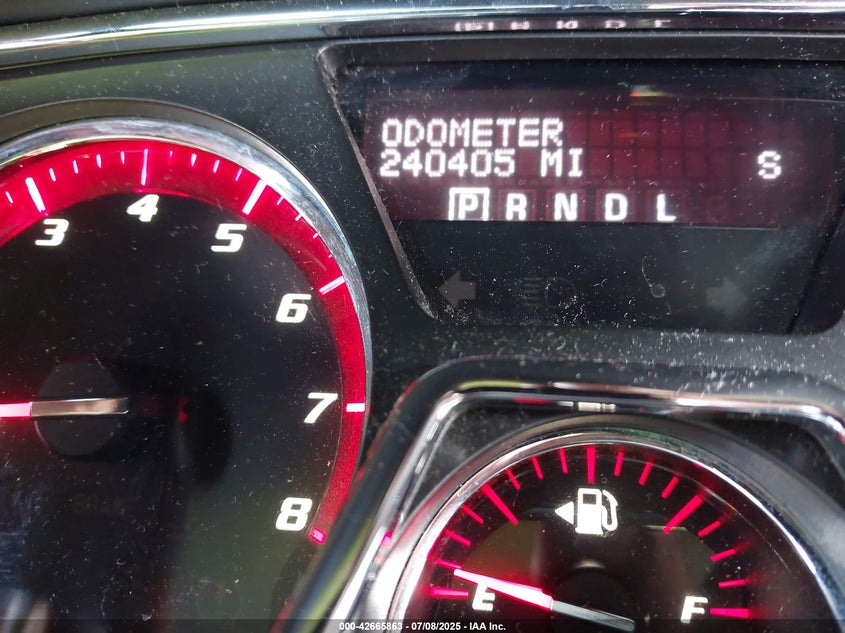 ODOMETER
240405 MI S
P R N D L
3 4 5 6 7 8
E F
000-42665863 - 07/08/2025 - IAA Inc.